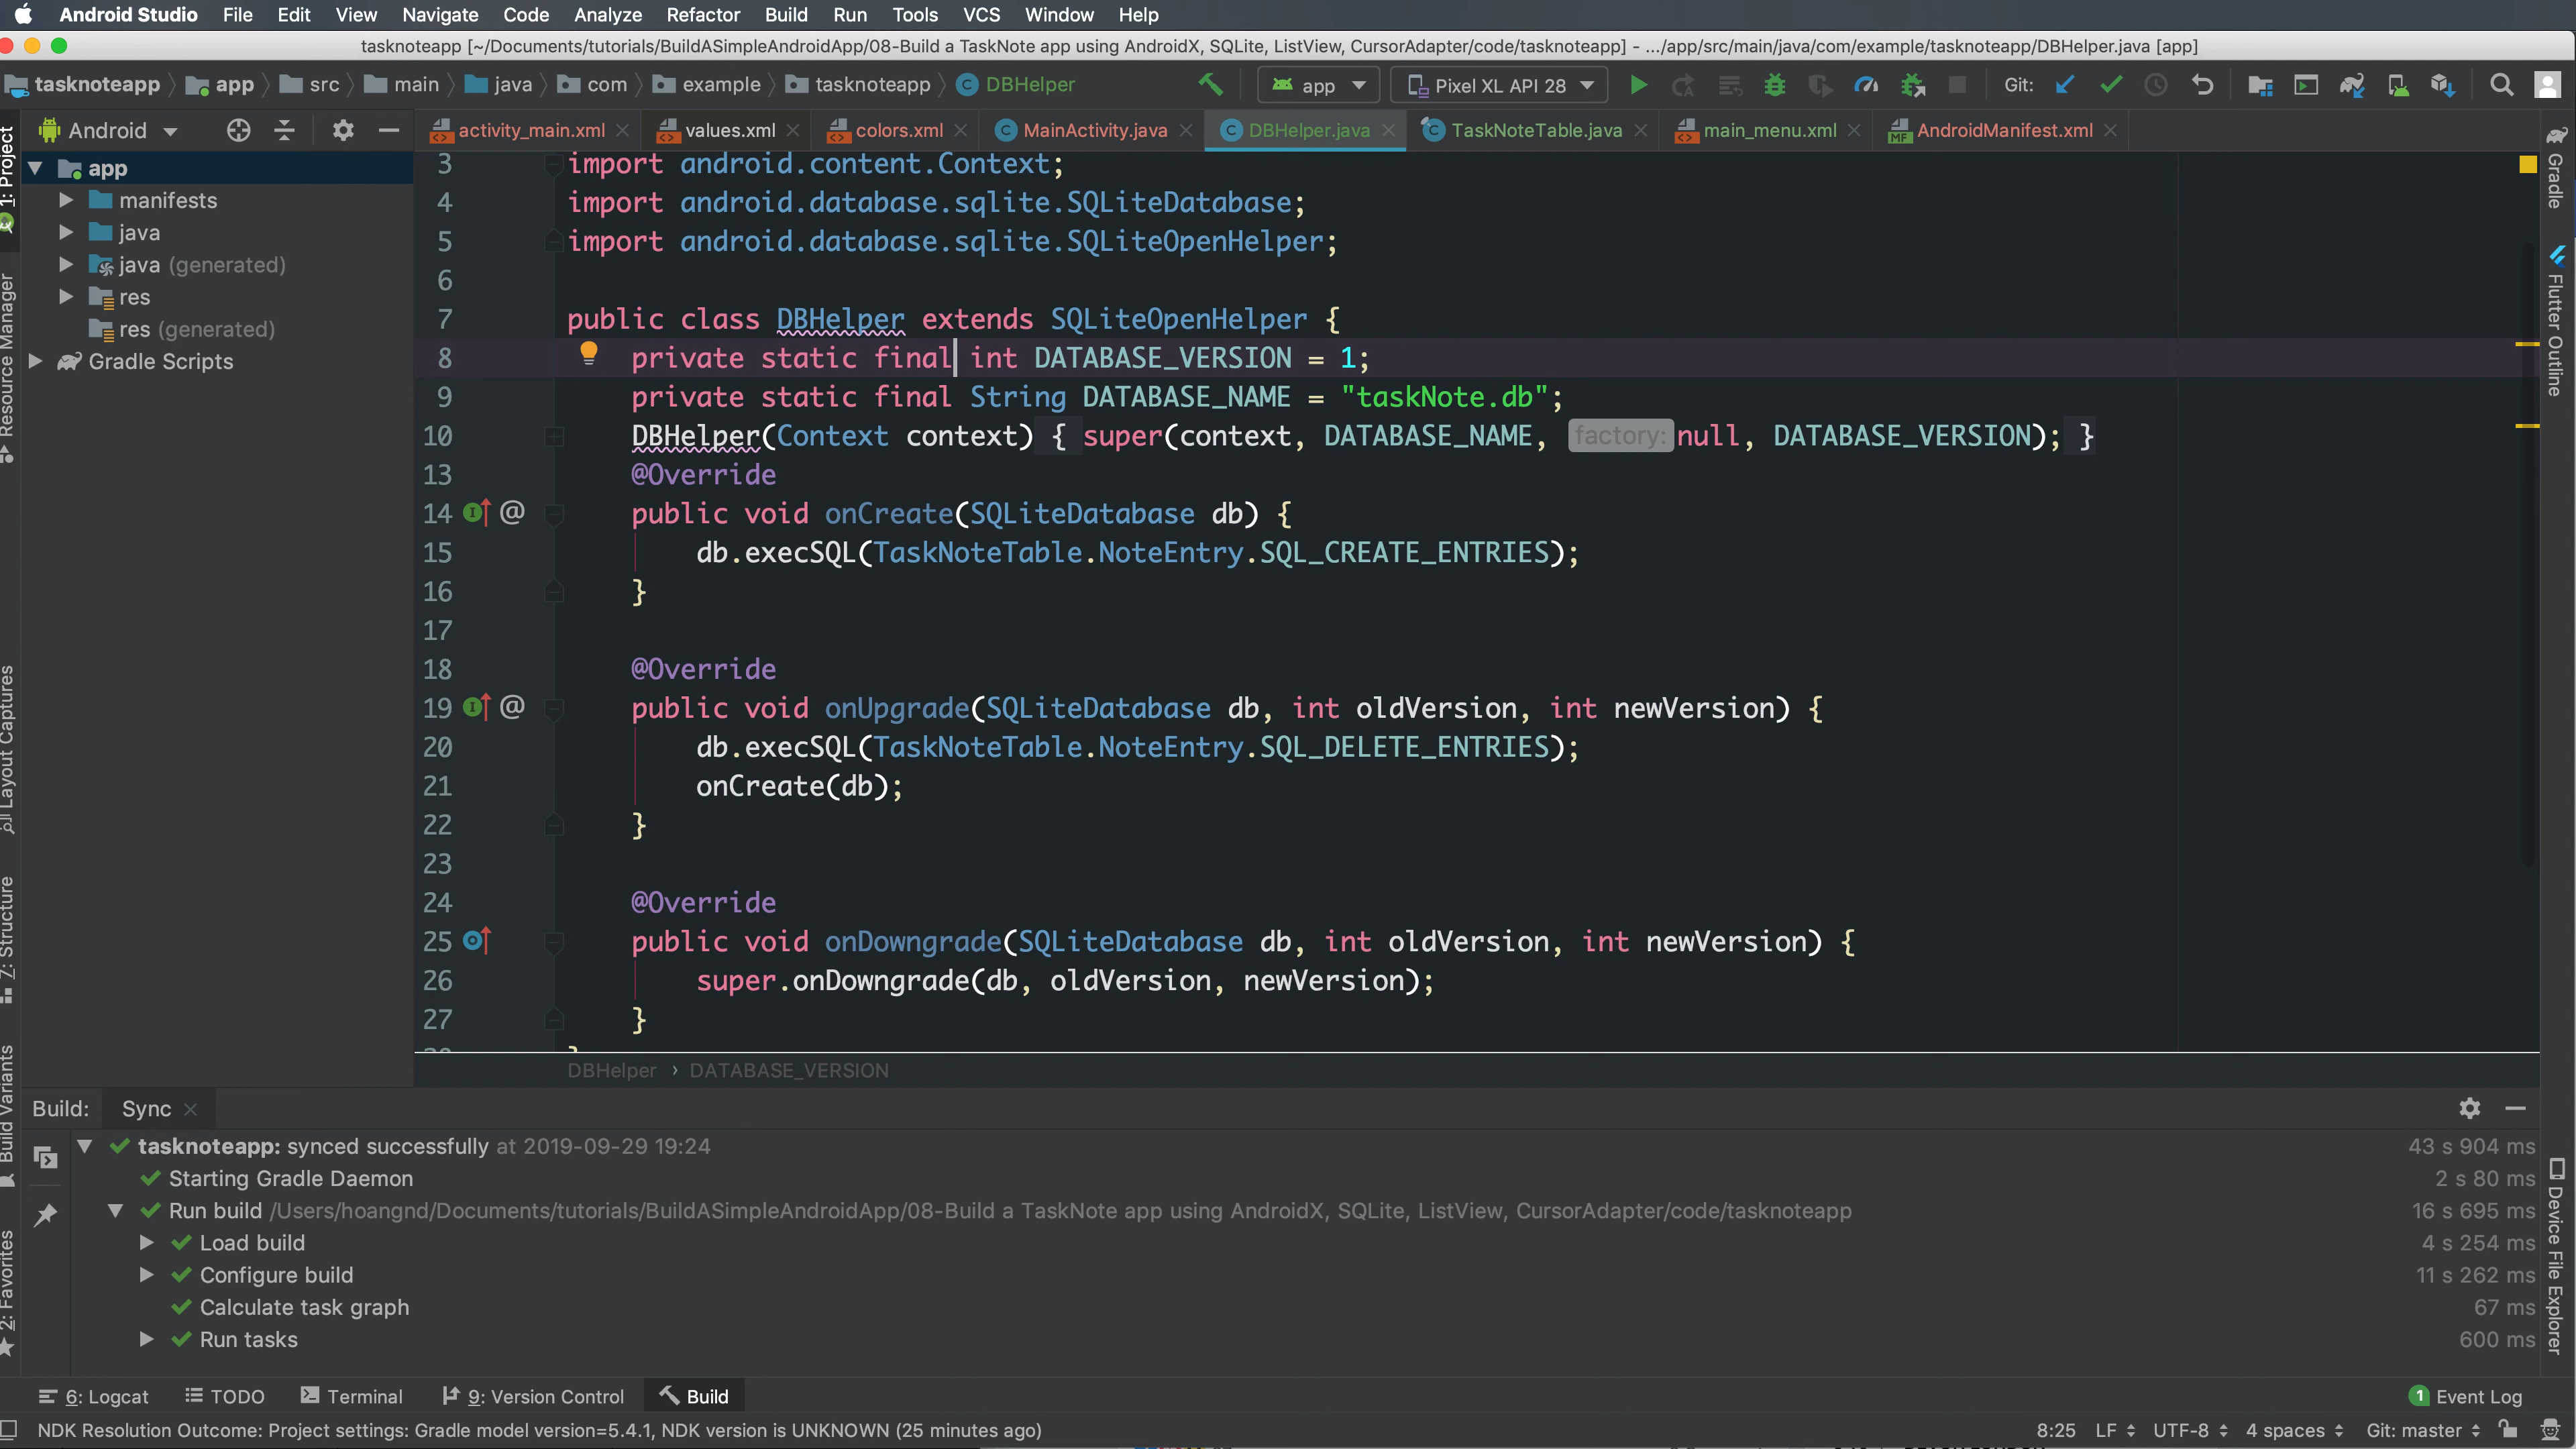 Android Studio File Edit View Navigate Code Analyze Refactor Build Run Tools VCS Window Help
tasknoteapp [~/Documents/tutorials/BuildASimpleAndroidApp/08-Build a TaskNote app using AndroidX, SQLite, ListView, CursorAdapter/code/tasknoteapp] - .../app/src/main/java/com/example/tasknoteapp/DBHelper.java [app]
tasknoteapp app src main java com example tasknoteapp DBHelper app Pixel XL API 28 Git:
Android activity_main.xml values.xml colors.xml MainActivity.java DBHelper.java TaskNoteTable.java main_menu.xml AndroidManifest.xml
1: Project
Resource Manager
Layout Captures
7: Structure
Build Variants
2: Favorites
app
manifests
java
java (generated)
res
res (generated)
Gradle Scripts
3 import android.content.Context;
4 import android.database.sqlite.SQLiteDatabase;
5 import android.database.sqlite.SQLiteOpenHelper;
6
7 public class DBHelper extends SQLiteOpenHelper {
8 private static final int DATABASE_VERSION = 1;
9 private static final String DATABASE_NAME = "taskNote.db";
10 DBHelper(Context context) { super(context, DATABASE_NAME, factory: null, DATABASE_VERSION); }
13 @Override
14 @ public void onCreate(SQLiteDatabase db) {
15 db.execSQL(TaskNoteTable.NoteEntry.SQL_CREATE_ENTRIES);
16 }
17
18 @Override
19 @ public void onUpgrade(SQLiteDatabase db, int oldVersion, int newVersion) {
20 db.execSQL(TaskNoteTable.NoteEntry.SQL_DELETE_ENTRIES);
21 onCreate(db);
22 }
23
24 @Override
25 public void onDowngrade(SQLiteDatabase db, int oldVersion, int newVersion) {
26 super.onDowngrade(db, oldVersion, newVersion);
27 }
DBHelper › DATABASE_VERSION
Gradle
Flutter Outline
Device File Explorer
Build: Sync
tasknoteapp: synced successfully at 2019-09-29 19:24 43 s 904 ms
Starting Gradle Daemon 2 s 80 ms
Run build /Users/hoangnd/Documents/tutorials/BuildASimpleAndroidApp/08-Build a TaskNote app using AndroidX, SQLite, ListView, CursorAdapter/code/tasknoteapp 16 s 695 ms
Load build 4 s 254 ms
Configure build 11 s 262 ms
Calculate task graph 67 ms
Run tasks 600 ms
6: Logcat TODO Terminal 9: Version Control Build 1 Event Log
NDK Resolution Outcome: Project settings: Gradle model version=5.4.1, NDK version is UNKNOWN (25 minutes ago) 8:25 LF UTF-8 4 spaces Git: master